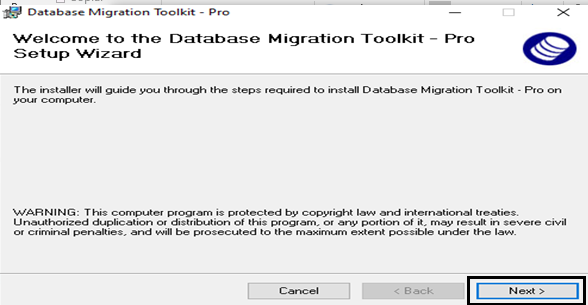 Database Migration Toolkit - Pro
Welcome to the Database Migration Toolkit - Pro
Setup Wizard
The installer will guide you through the steps required to install Database Migration Toolkit - Pro on
your computer.
WARNING: This computer program is protected by copyright law and international treaties.
Unauthorized duplication or distribution of this program, or any portion of it, may result in severe civil
or criminal penalties, and will be prosecuted to the maximum extent possible under the law.
Cancel
< Back
Next >